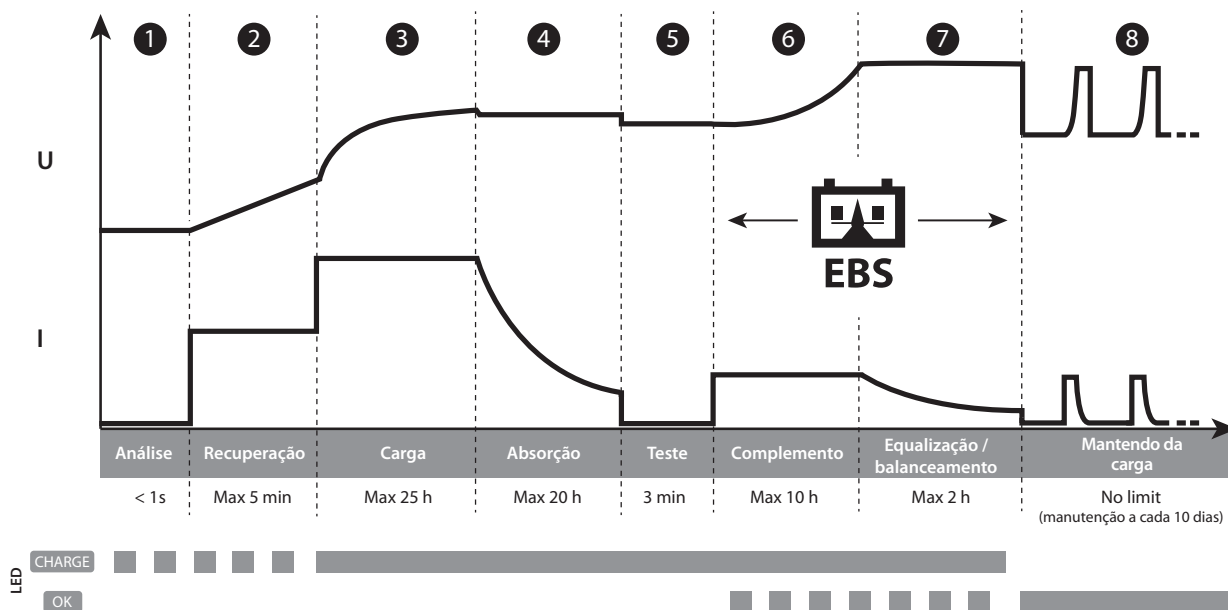 1 2 3 4 5 6 7 8
U
EBS
I
Análise Recuperação Carga Absorção Teste Complemento Equalização / balanceamento Mantendo da carga
< 1s Max 5 min Max 25 h Max 20 h 3 min Max 10 h Max 2 h No limit
(manutenção a cada 10 dias)
LED
CHARGE
OK